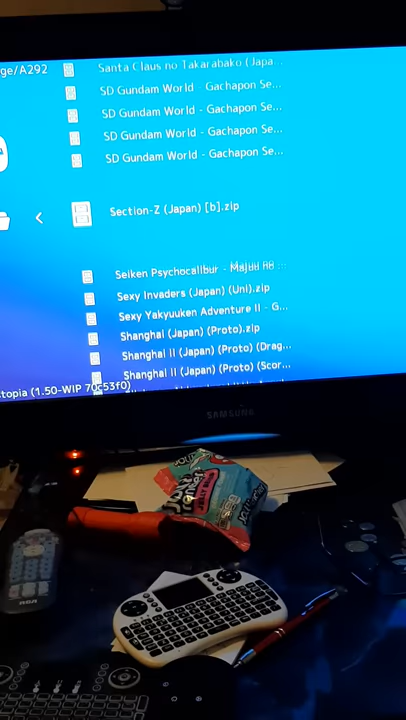 ge/A292
Santa Claus no Takarabako (Japa...
SD Gundam World - Gachapon Se...
SD Gundam World - Gachapon Se...
SD Gundam World - Gachapon Se...
SD Gundam World - Gachapon Se...
Section-Z (Japan) [b].zip
Seiken Psychocalibur - Majuu no ...
Sexy Invaders (Japan) (Uni).zip
Sexy Yakyuuken Adventure II - G...
Shanghai (Japan) (Proto).zip
Shanghai II (Japan) (Proto) (Drag...
Shanghai II (Japan) (Proto) (Scor...
stopia (1.50-WIP 70c53f0)
SAMSUNG
RCA